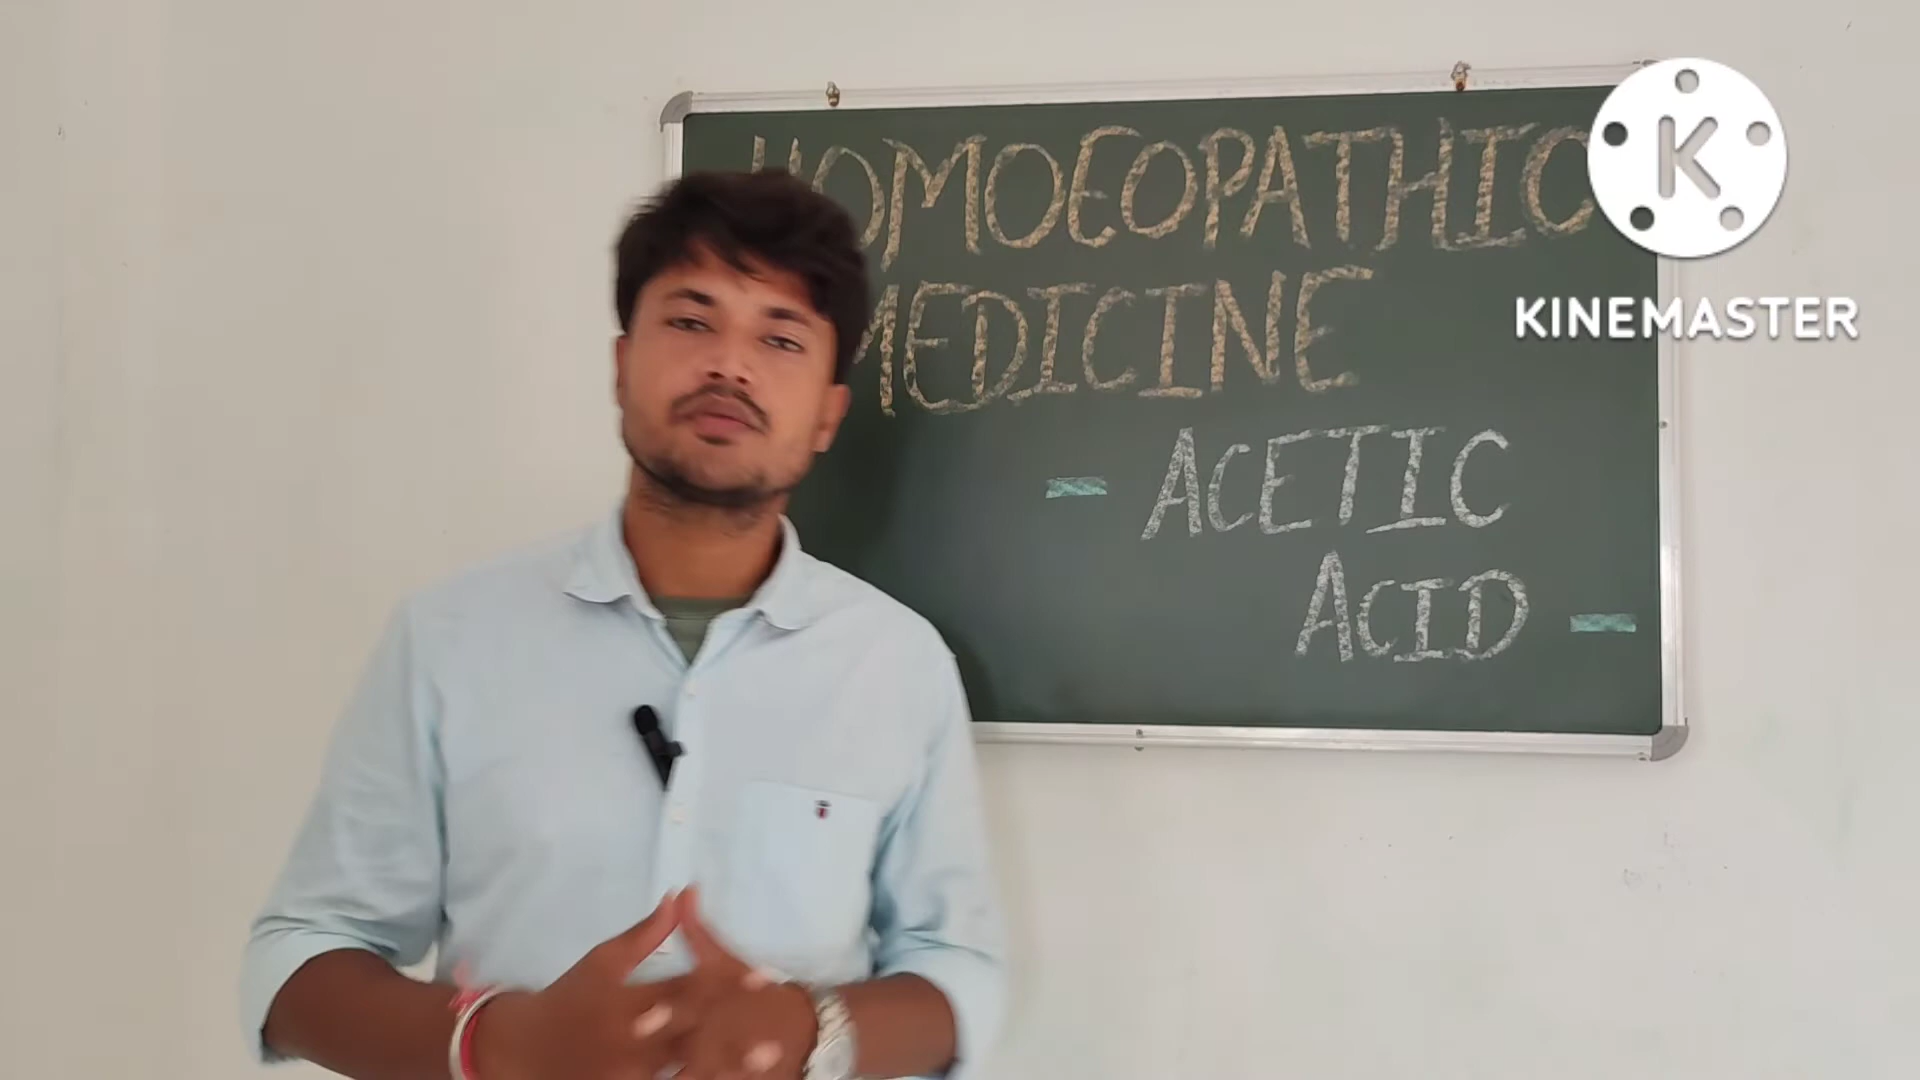 HOMOEOPATHIC
MEDICINE
- ACETIC
ACID -
K
KINEMASTER